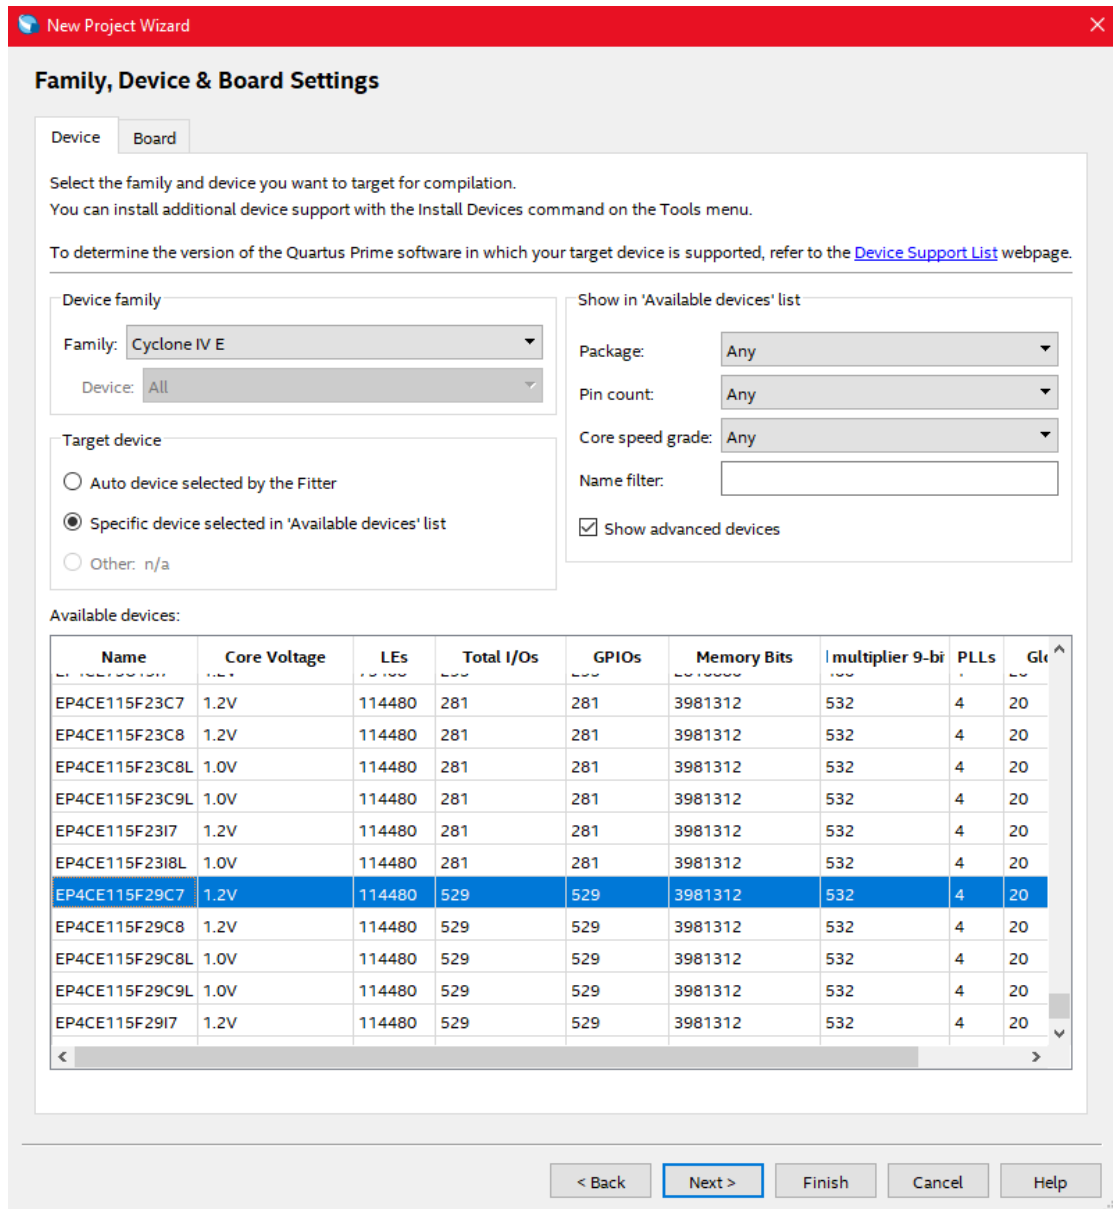 New Project Wizard
Family, Device & Board Settings
Device Board
Select the family and device you want to target for compilation.
You can install additional device support with the Install Devices command on the Tools menu.
To determine the version of the Quartus Prime software in which your target device is supported, refer to the Device Support List webpage.
Device family
Family: Cyclone IV E
Device: All
Target device
Auto device selected by the Fitter
Specific device selected in 'Available devices' list
Other: n/a
Show in 'Available devices' list
Package: Any
Pin count: Any
Core speed grade: Any
Name filter:
Show advanced devices
Available devices:
Name Core Voltage LEs Total I/Os GPIOs Memory Bits multiplier 9-bi PLLs Glo
EP4CE115F23C7 1.2V 114480 281 281 3981312 532 4 20
EP4CE115F23C8 1.2V 114480 281 281 3981312 532 4 20
EP4CE115F23C8L 1.0V 114480 281 281 3981312 532 4 20
EP4CE115F23C9L 1.0V 114480 281 281 3981312 532 4 20
EP4CE115F23I7 1.2V 114480 281 281 3981312 532 4 20
EP4CE115F23I8L 1.0V 114480 281 281 3981312 532 4 20
EP4CE115F29C7 1.2V 114480 529 529 3981312 532 4 20
EP4CE115F29C8 1.2V 114480 529 529 3981312 532 4 20
EP4CE115F29C8L 1.0V 114480 529 529 3981312 532 4 20
EP4CE115F29C9L 1.0V 114480 529 529 3981312 532 4 20
EP4CE115F29I7 1.2V 114480 529 529 3981312 532 4 20
< Back Next > Finish Cancel Help